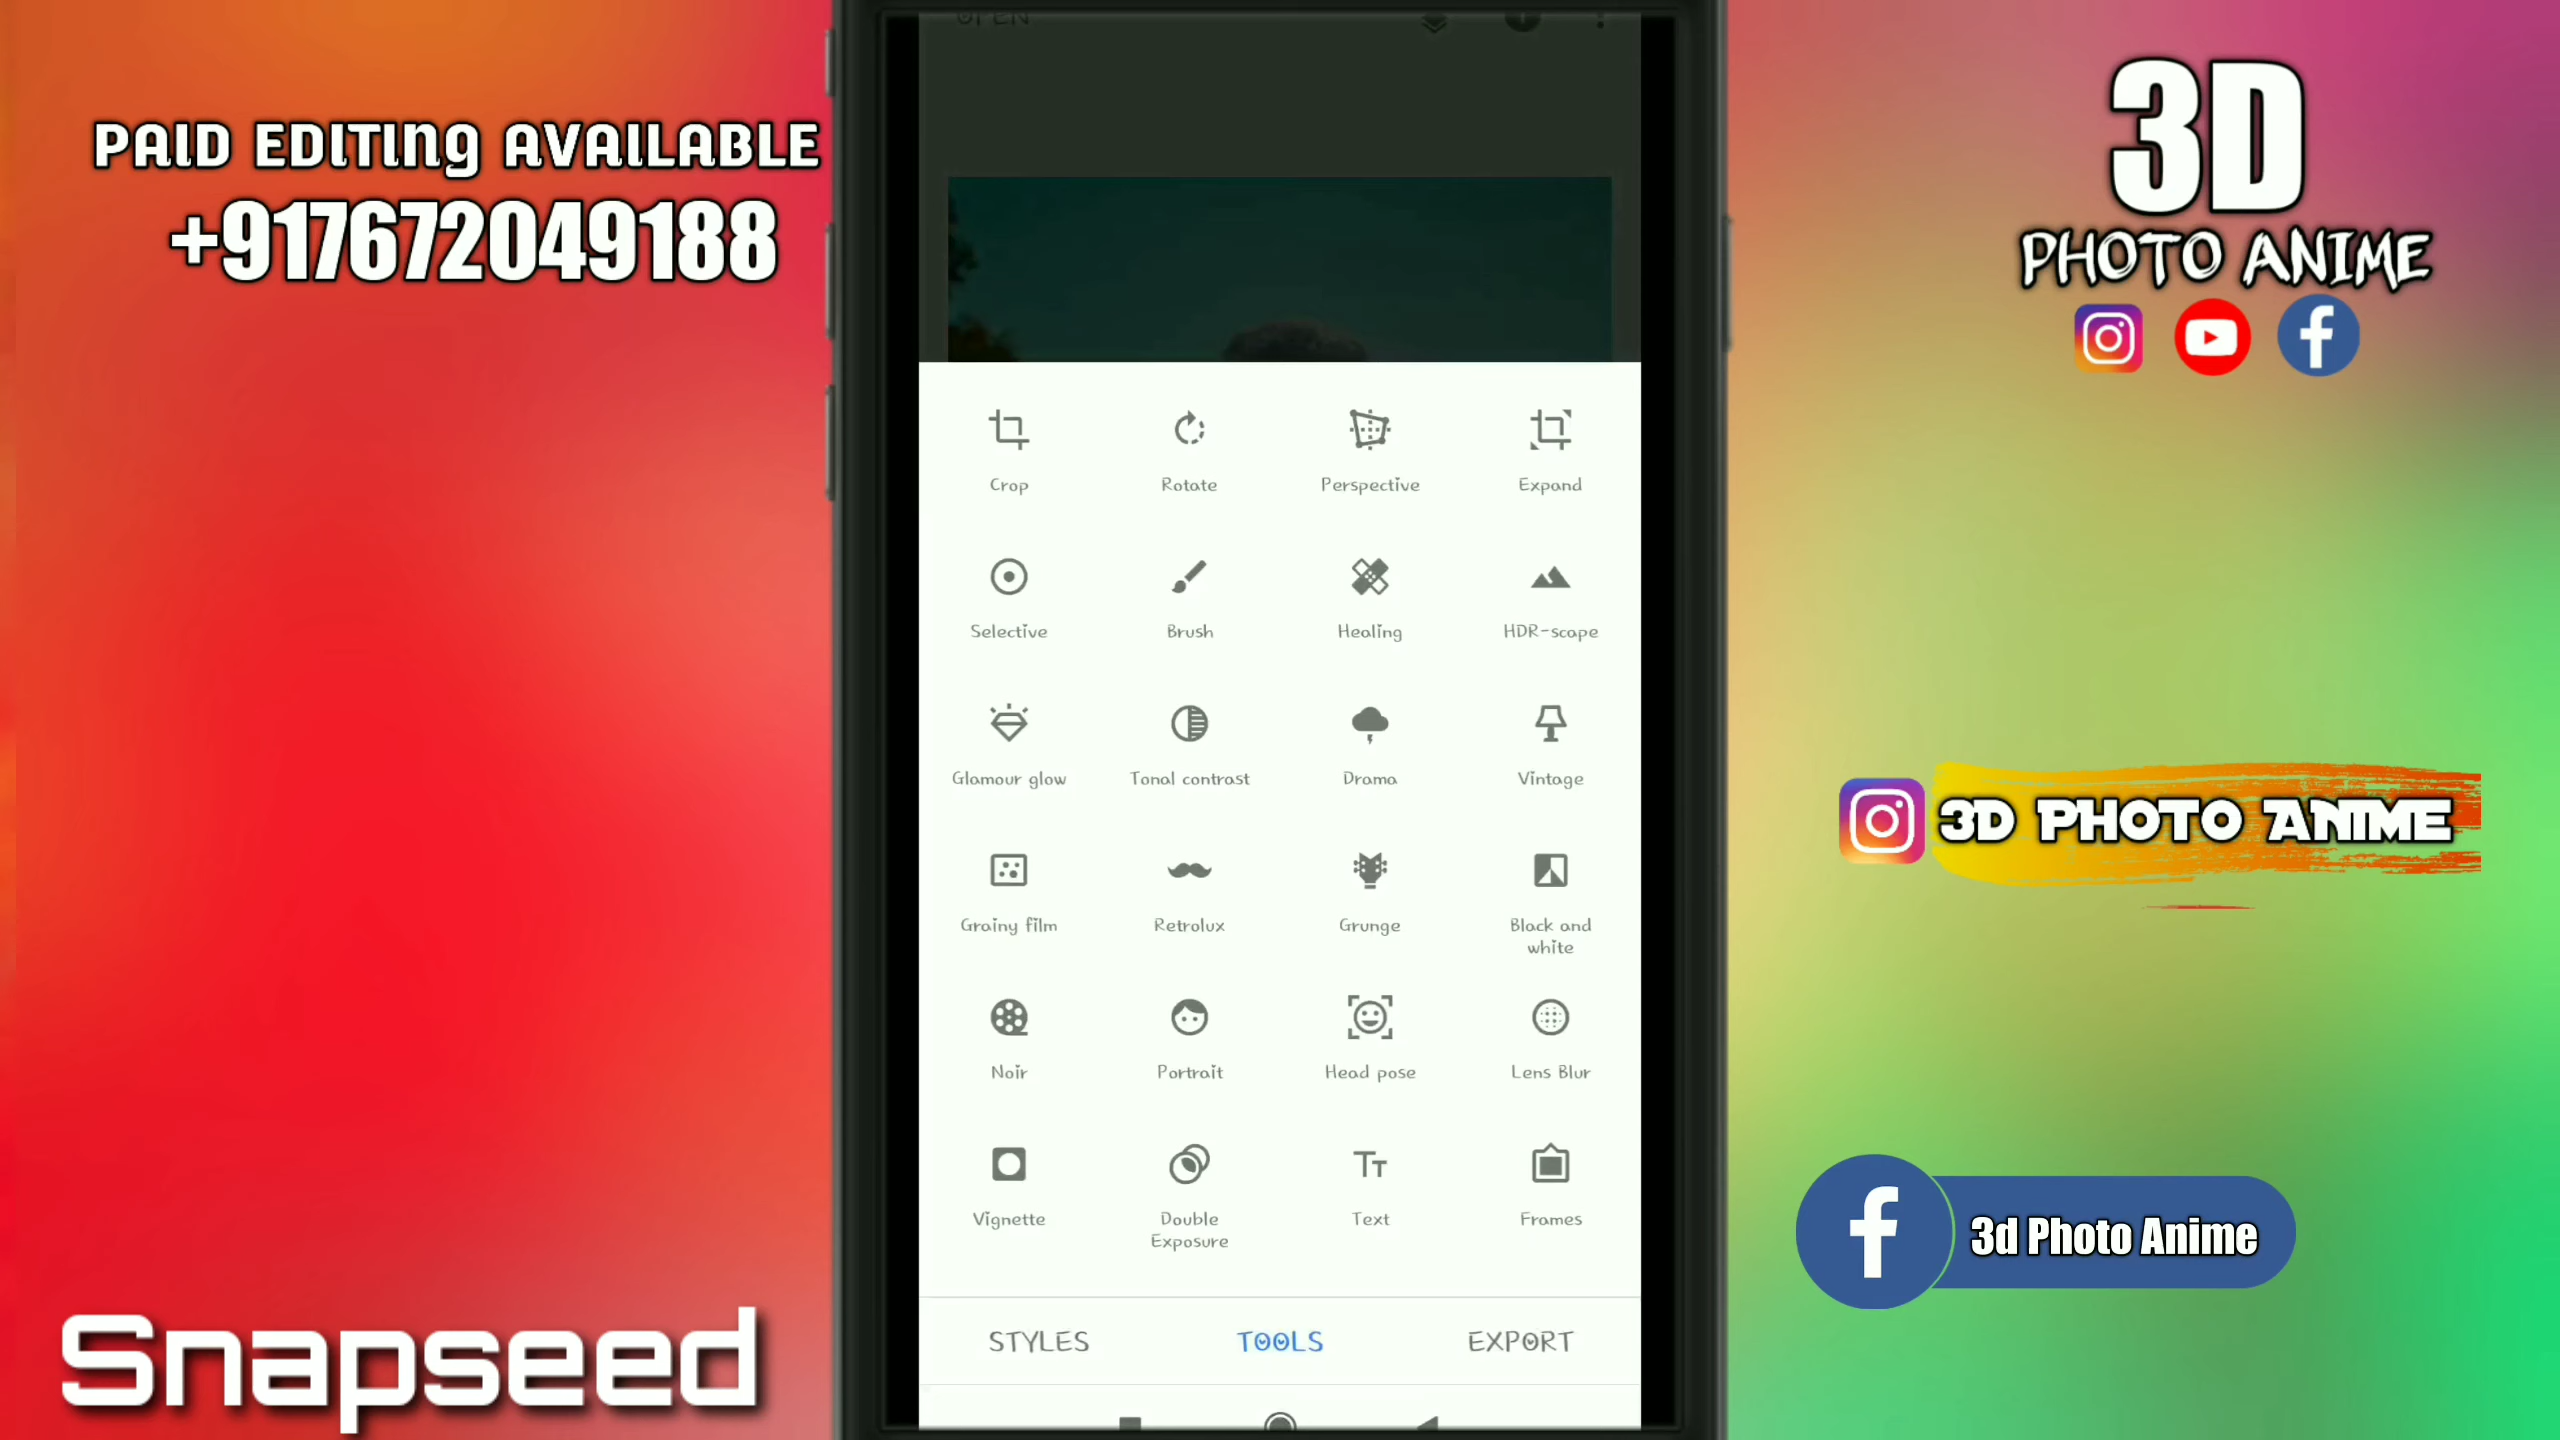 PAID EDITING AVAILABLE
+917672049188
OPEN
3D
PHOTO ANIME
Crop
Rotate
Perspective
Expand
Selective
Brush
Healing
HDR-scape
Glamour glow
Tonal contrast
Drama
Vintage
Grainy film
Retrolux
Grunge
Black and
white
Noir
Portrait
Head pose
Lens Blur
Vignette
Double
Exposure
Text
Frames
STYLES
TOOLS
EXPORT
3D PHOTO ANIME
3d Photo Anime
Snapseed